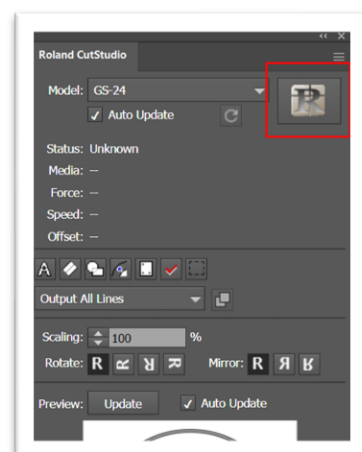 Roland CutStudio
Model: GS-24
Auto Update
Status: Unknown
Media: --
Force: --
Speed: --
Offset: --
Output All Lines
Scaling: 100 %
Rotate: R R R R Mirror: R R R
Preview: Update Auto Update